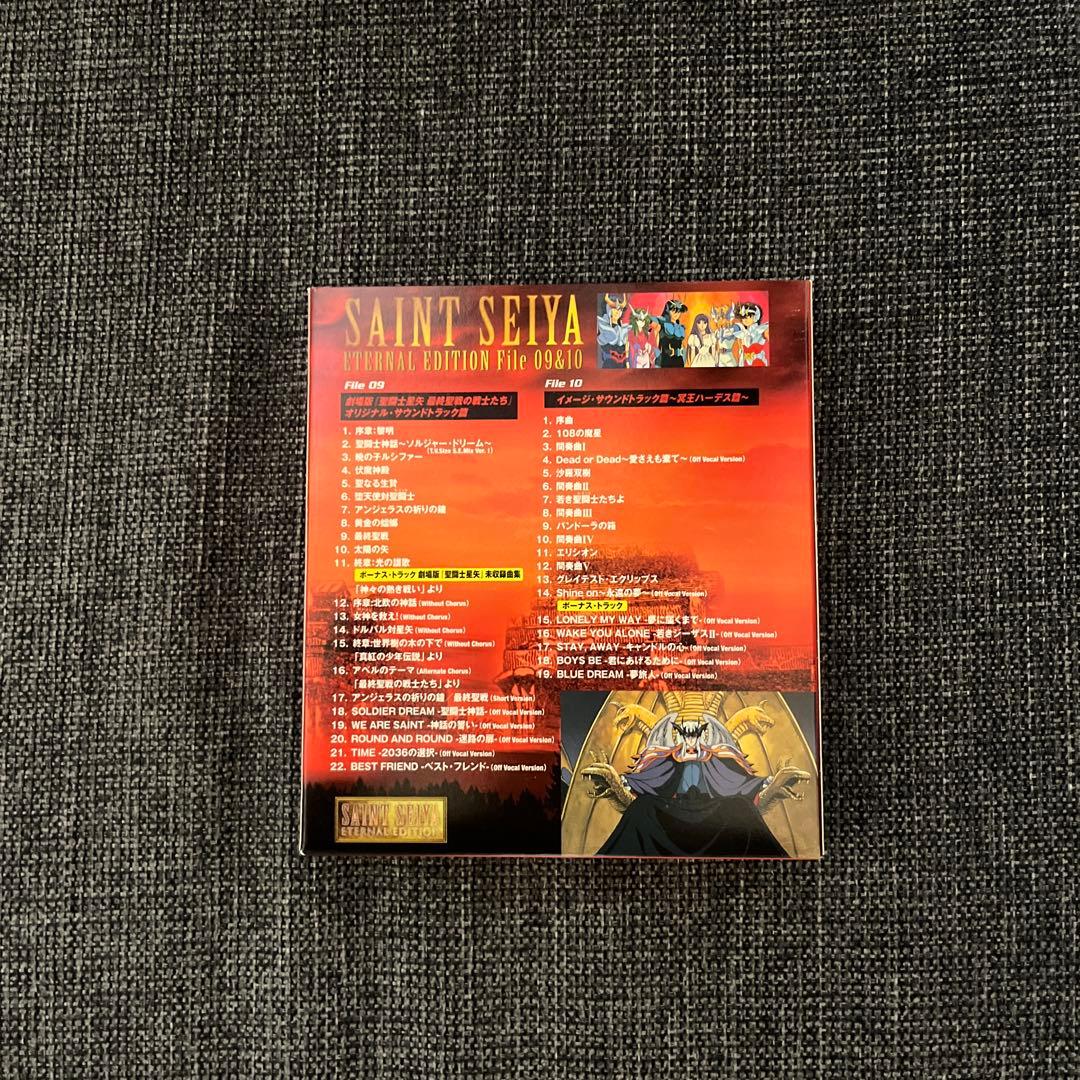 SAINT SEIYA
ETERNAL EDITION File 09&10
File 09
劇場版「聖闘士星矢 最終聖戦の戦士たち」
オリジナル・サウンドトラック篇
1. 序章:黎明
2. 聖闘士神話〜ソルジャー・ドリーム〜
(T.V.Size S.E.Mix Ver. I)
3. 暁の子ルシファー
4. 伏魔神殿
5. 聖なる生贄
6. 堕天使対聖闘士
7. アンジェラスの祈りの鐘
8. 黄金の蟷螂
9. 最終聖戦
10. 太陽の矢
11. 終章:光の讃歌
ボーナス・トラック 劇場版「聖闘士星矢」未収録曲集
「神々の熱き戦い」より
12. 序章:北欧の神話(Without Chorus)
13. 女神を救え!(Without Chorus)
14. ドルバル対星矢(Without Chorus)
15. 終章:世界樹の木の下で(Without Chorus)
「真紅の少年伝説」より
16. アベルのテーマ(Alternate Chorus)
「最終聖戦の戦士たち」より
17. アンジェラスの祈りの鐘/最終聖戦(Short Version)
18. SOLDIER DREAM -聖闘士神話-(Off Vocal Version)
19. WE ARE SAINT -神話の誓い-(Off Vocal Version)
20. ROUND AND ROUND -迷路の扉-(Off Vocal Version)
21. TIME -2036の選択-(Off Vocal Version)
22. BEST FRIEND -ベスト・フレンド-(Off Vocal Version)
File 10
イメージ・サウンドトラック篇〜冥王ハーデス篇〜
1. 序曲
2. 108の魔星
3. 間奏曲I
4. Dead or Dead〜愛さえも棄て〜(Off Vocal Version)
5. 沙羅双樹
6. 間奏曲II
7. 若き聖闘士たちよ
8. 間奏曲III
9. パンドーラの箱
10. 間奏曲IV
11. エリシオン
12. 間奏曲V
13. グレイテスト・エクリップス
14. Shine on〜永遠の夢〜(Off Vocal Version)
ボーナス・トラック
15. LONELY MY WAY -夢に届くまで-(Off Vocal Version)
16. WAKE YOU ALONE -若きジーザスII-(Off Vocal Version)
17. STAY, AWAY -キャンドルの心-(Off Vocal Version)
18. BOYS BE -君にあげるために-(Off Vocal Version)
19. BLUE DREAM -夢旅人-(Off Vocal Version)
SAINT SEIYA
ETERNAL EDITION